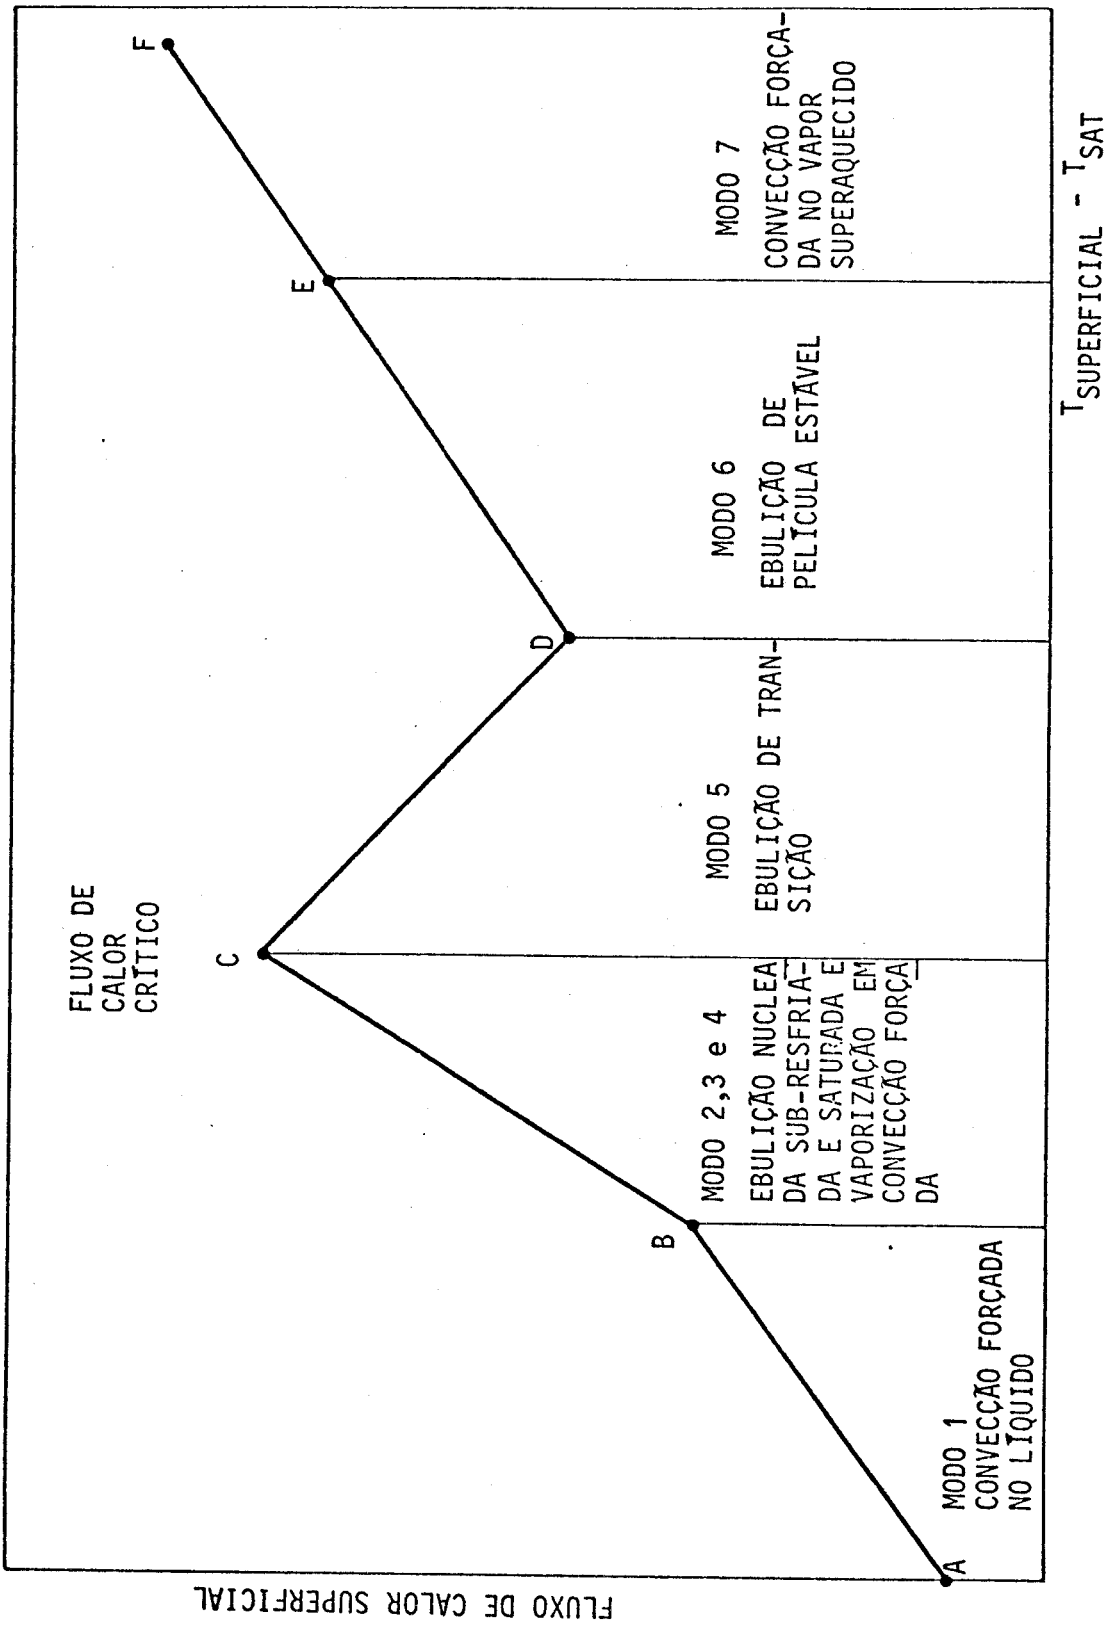 FLUXO DE CALOR SUPERFICIAL
FLUXO DE
CALOR
CRÍTICO
A
B
C
D
E
F
MODO 1
CONVECÇÃO FORÇADA
NO LÍQUIDO
MODO 2,3 e 4
EBULIÇÃO NUCLEA
DA SUB-RESFRIA-
DA E SATURADA E
VAPORIZAÇÃO EM
CONVECÇÃO FORÇA
DA
MODO 5
EBULIÇÃO DE TRAN-
SIÇÃO
MODO 6
EBULIÇÃO DE
PELÍCULA ESTÁVEL
MODO 7
CONVECÇÃO FORÇA-
DA NO VAPOR
SUPERAQUECIDO
TSUPERFICIAL - TSAT